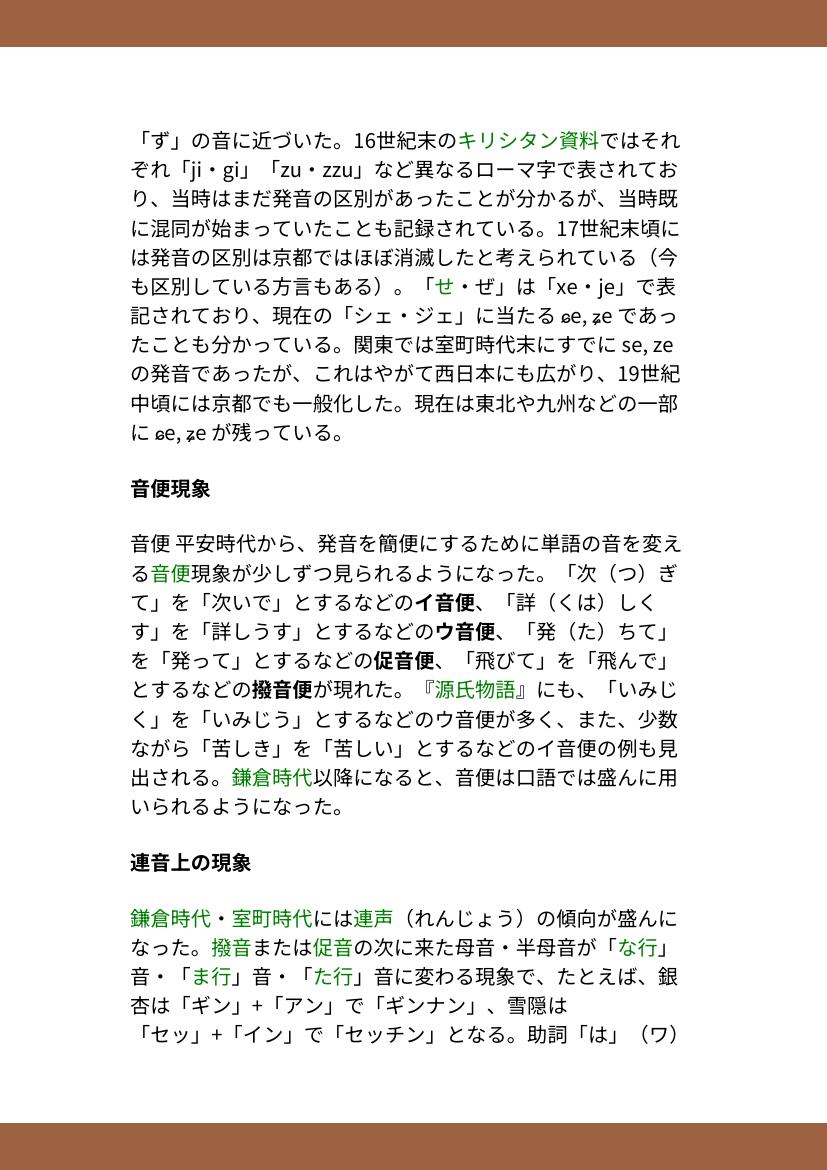 「ず」の音に近づいた。16世紀末のキリシタン資料ではそれ
ぞれ「ji・gi」「zu・zzu」など異なるローマ字で表されてお
り、当時はまだ発音の区別があったことが分かるが、当時既
に混同が始まっていたことも記録されている。17世紀末頃に
は発音の区別は京都ではほぼ消滅したと考えられている（今
も区別している方言もある）。「せ・ぜ」は「xe・je」で表
記されており、現在の「シェ・ジェ」に当たる ɕe, ʑe であっ
たことも分かっている。関東では室町時代末にすでに se, ze
の発音であったが、これはやがて西日本にも広がり、19世紀
中頃には京都でも一般化した。現在は東北や九州などの一部
に ɕe, ʑe が残っている。
音便現象
音便 平安時代から、発音を簡便にするために単語の音を変え
る音便現象が少しずつ見られるようになった。「次（つ）ぎ
て」を「次いで」とするなどのイ音便、「詳（くは）しく
す」を「詳しうす」とするなどのウ音便、「発（た）ちて」
を「発って」とするなどの促音便、「飛びて」を「飛んで」
とするなどの撥音便が現れた。『源氏物語』にも、「いみじ
く」を「いみじう」とするなどのウ音便が多く、また、少数
ながら「苦しき」を「苦しい」とするなどのイ音便の例も見
出される。鎌倉時代以降になると、音便は口語では盛んに用
いられるようになった。
連音上の現象
鎌倉時代・室町時代には連声（れんじょう）の傾向が盛んに
なった。撥音または促音の次に来た母音・半母音が「な行」
音・「ま行」音・「た行」音に変わる現象で、たとえば、銀
杏は「ギン」+「アン」で「ギンナン」、雪隠は
「セッ」+「イン」で「セッチン」となる。助詞「は」（ワ）